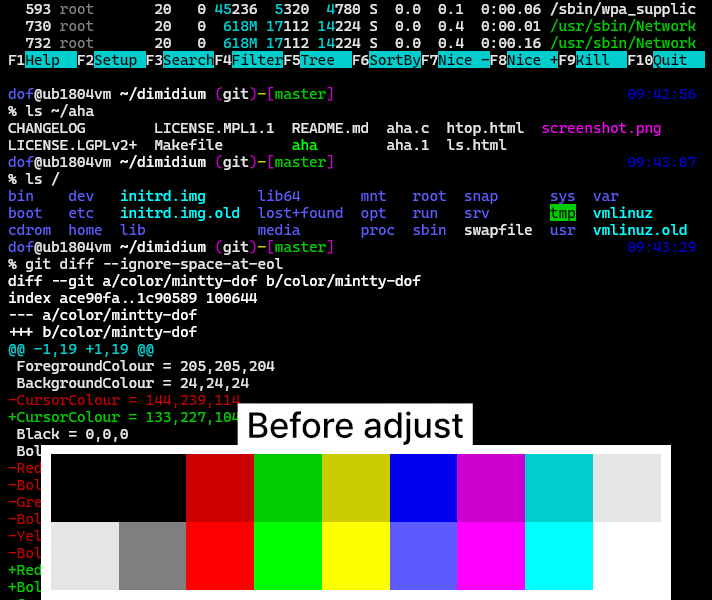 593 root 20 0 45236 5320 4780 S 0.0 0.1 0:00.06 /sbin/wpa_supplic
730 root 20 0 618M 17112 14224 S 0.0 0.4 0:00.01 /usr/sbin/Network
732 root 20 0 618M 17112 14224 S 0.0 0.4 0:00.16 /usr/sbin/Network
F1Help F2Setup F3SearchF4FilterF5Tree F6SortByF7Nice -F8Nice +F9Kill F10Quit
dof@ub1804vm ~/dimidium (git)-[master] 09:42:56
% ls ~/aha
CHANGELOG LICENSE.MPL1.1 README.md aha.c htop.html screenshot.png
LICENSE.LGPLv2+ Makefile aha aha.1 ls.html
dof@ub1804vm ~/dimidium (git)-[master] 09:43:07
% ls /
bin dev initrd.img lib64 mnt root snap sys var
boot etc initrd.img.old lost+found opt run srv tmp vmlinuz
cdrom home lib media proc sbin swapfile usr vmlinuz.old
dof@ub1804vm ~/dimidium (git)-[master] 09:43:29
% git diff --ignore-space-at-eol
diff --git a/color/mintty-dof b/color/mintty-dof
index ace90fa..1c90589 100644
--- a/color/mintty-dof
+++ b/color/mintty-dof
@@ -1,19 +1,19 @@
ForegroundColour = 205,205,204
BackgroundColour = 24,24,24
-CursorColour = 144,239,114
+CursorColour = 133,227,104
Before adjust
Black = 0,0,0
Bol
-Red
-Bol
-Gre
-Bol
-Yel
-Bol
+Red
+Bol